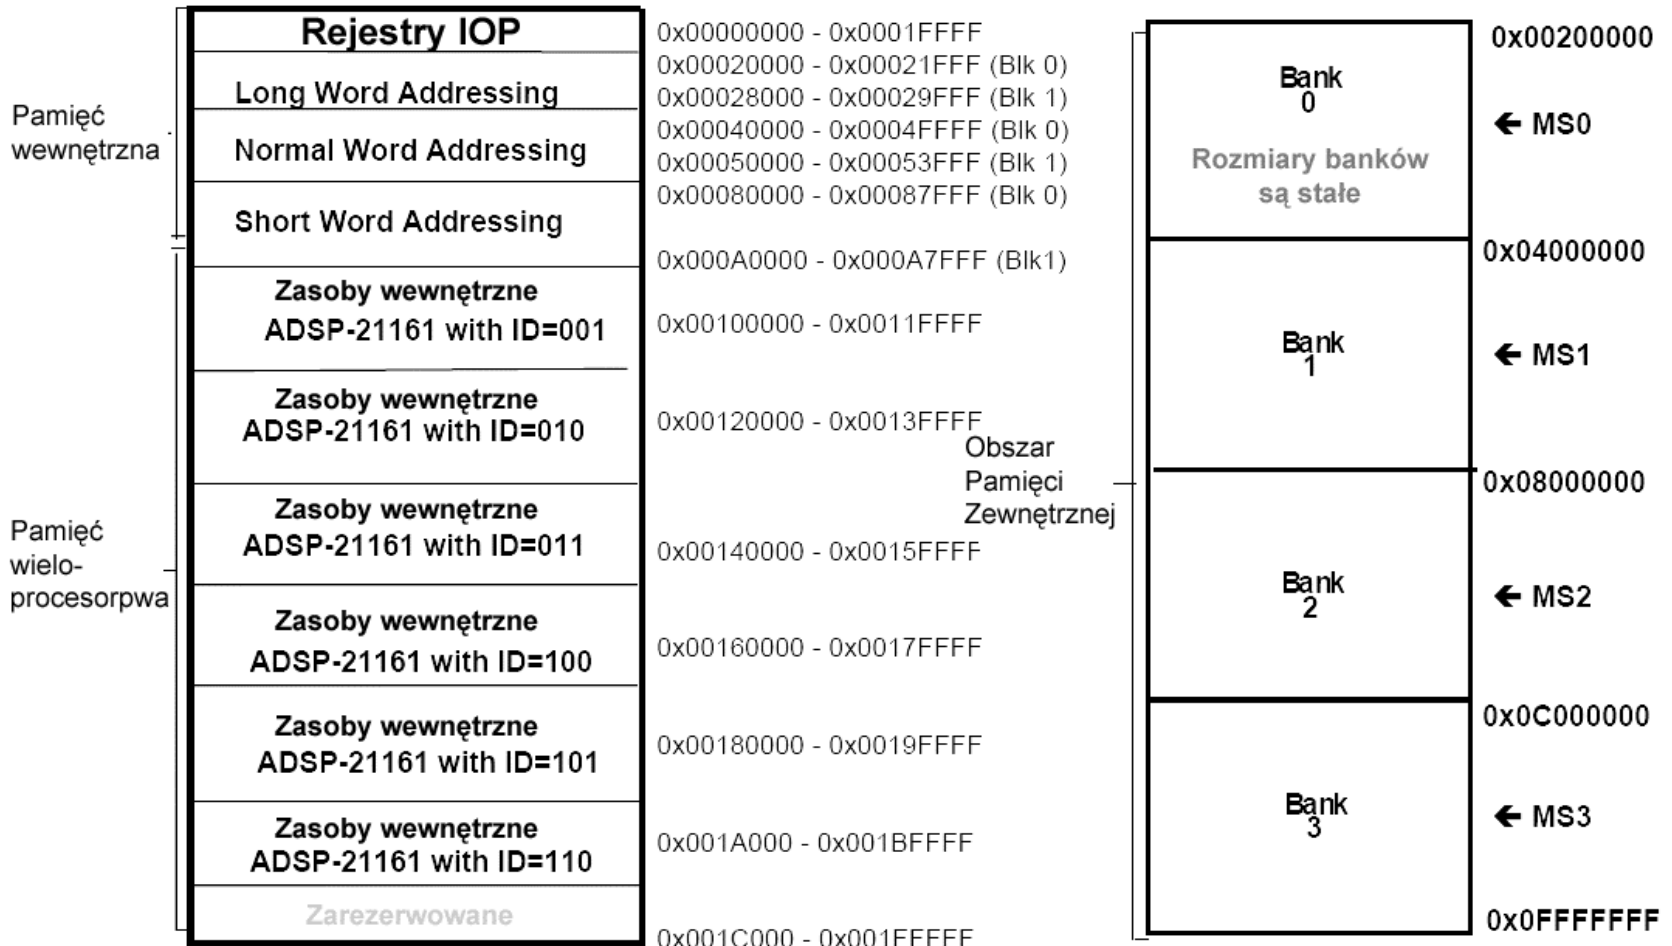 Rejestry IOP
0x00000000 - 0x0001FFFF
0x00020000 - 0x00021FFF (Blk 0)
Long Word Addressing
0x00028000 - 0x00029FFF (Blk 1)
Pamięć
wewnętrzna
0x00040000 - 0x0004FFFF (Blk 0)
Normal Word Addressing
0x00050000 - 0x00053FFF (Blk 1)
0x00080000 - 0x00087FFF (Blk 0)
Short Word Addressing
0x000A0000 - 0x000A7FFF (Blk1)
Pamięć
wielo-
procesorpwa
Zasoby wewnętrzne
ADSP-21161 with ID=001
0x00100000 - 0x0011FFFF
Zasoby wewnętrzne
ADSP-21161 with ID=010
0x00120000 - 0x0013FFFF
Zasoby wewnętrzne
ADSP-21161 with ID=011
0x00140000 - 0x0015FFFF
Zasoby wewnętrzne
ADSP-21161 with ID=100
0x00160000 - 0x0017FFFF
Zasoby wewnętrzne
ADSP-21161 with ID=101
0x00180000 - 0x0019FFFF
Zasoby wewnętrzne
ADSP-21161 with ID=110
0x001A000 - 0x001BFFFF
Zarezerwowane
0x001C000 - 0x001FFFFF
Obszar
Pamięci
Zewnętrznej
0x00200000
Bank
0
← MS0
Rozmiary banków
są stałe
0x04000000
Bank
1
← MS1
0x08000000
Bank
2
← MS2
0x0C000000
Bank
3
← MS3
0x0FFFFFFF